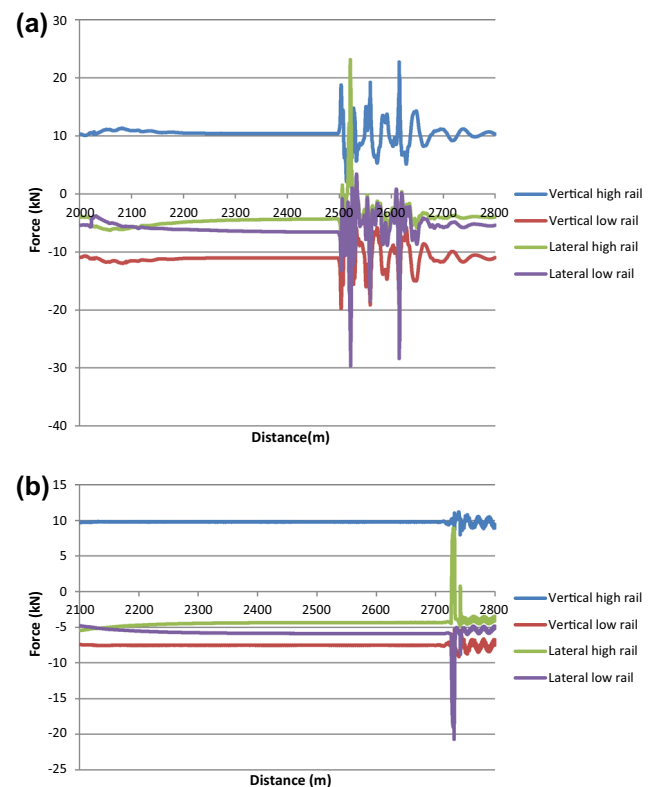 (a)
30
20
10
0
2000 2100 2200 2300 2400 2500 2600 2700 2800
-10
-20
-30
-40
Force (kN)
Distance(m)
Vertical high rail
Vertical low rail
Lateral high rail
Lateral low rail
(b)
15
10
5
0
2100 2200 2300 2400 2500 2600 2700 2800
-5
-10
-15
-20
-25
Force (kN)
Distance (m)
Vertical high rail
Vertical low rail
Lateral high rail
Lateral low rail